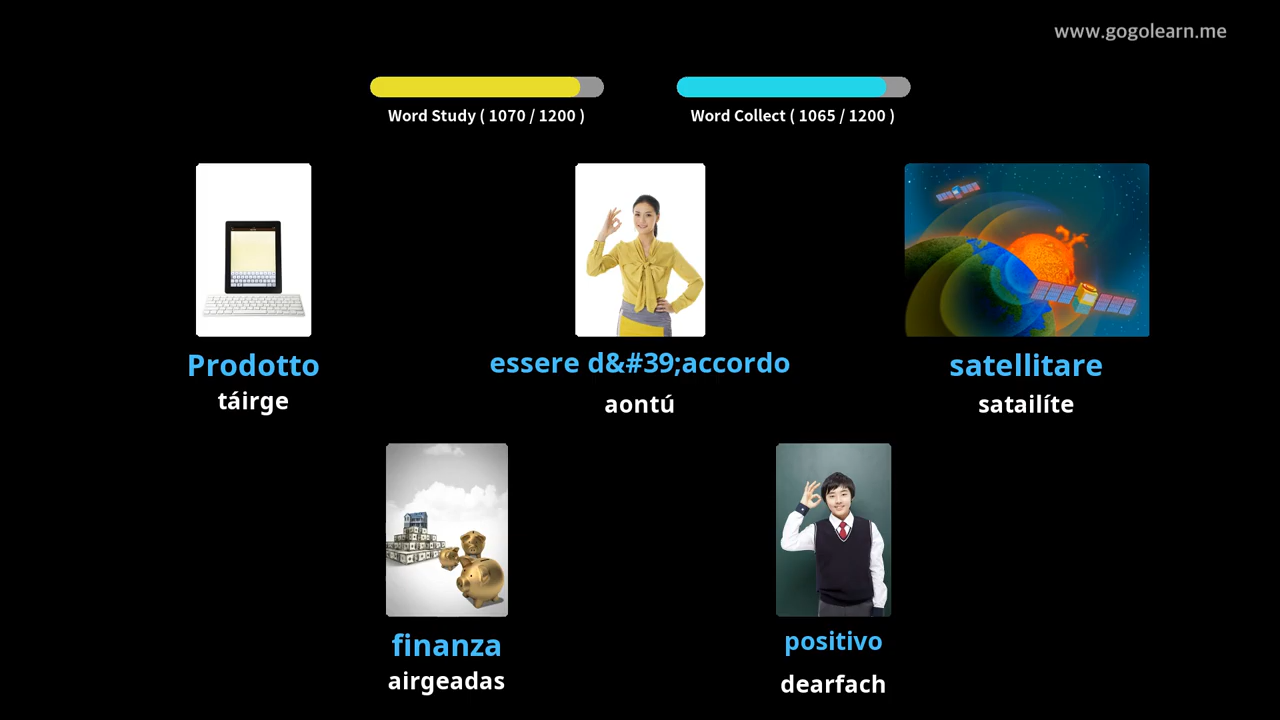 www.gogolearn.me
Word Study ( 1070 / 1200 )
Word Collect ( 1065 / 1200 )
Prodotto
táirge
essere d&#39;accordo
aontú
satellitare
satailíte
finanza
airgeadas
positivo
dearfach